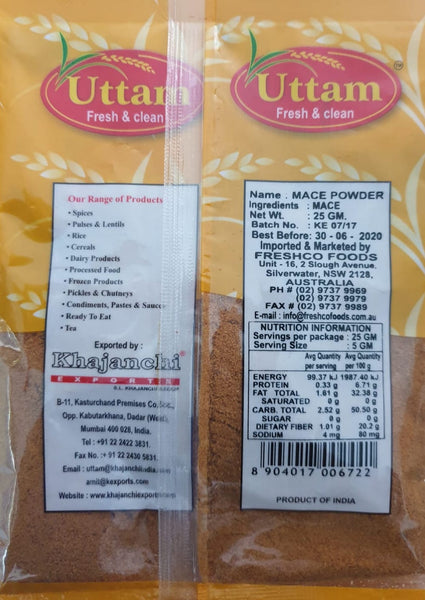 Uttam
Fresh & clean
Our Range of Products
• Spices
• Pulses & Lentils
• Rice
• Cereals
• Dairy Products
• Processed Food
• Frozen Products
• Pickles & Chutneys
• Condiments, Pastes & Sauces
• Ready To Eat
• Tea
Exported by :
Khajanchi
EXPORTS
B-11, Kasturchand Premises Co.
Opp. Kabutarkhana, Dadar (West),
Mumbai 400 028, India.
Tel : +91 22 2422 3831.
Fax No. :+ 91 22 2430 5631.
Email : uttam@khajanchiindia.com
amit@kexports.com
Website : www.khajanchiexports
Uttam
Fresh & clean
Name : MACE POWDER
Ingredients : MACE
Net Wt. : 25 GM.
Batch No. : KE 07/17
Best Before: 30 - 06 - 2020
Imported & Marketed by
FRESHCO FOODS
Unit - 16, 2 Slough Avenue,
Silverwater, NSW 2128,
AUSTRALIA
PH # (02) 9737 9969
(02) 9737 9979
FAX # (02) 9737 9989
E-mail : info@freshcofoods.com.au
NUTRITION INFORMATION
Servings per package : 25 GM
Serving Size : 5 GM
Avg Quantity per serving Avg Quantity per 100 g
ENERGY 99.37 kJ 1987.40 kJ
PROTEIN 0.33 g 6.71 g
FAT TOTAL 1.61 g 32.38 g
SATURATED 0 g 0 g
CARB. TOTAL 2.52 g 50.50 g
SUGAR 0 g 0 g
DIETARY FIBER 1.01 g 20.2 g
SODIUM 4 mg 80 mg
8 904017 006722
PRODUCT OF INDIA